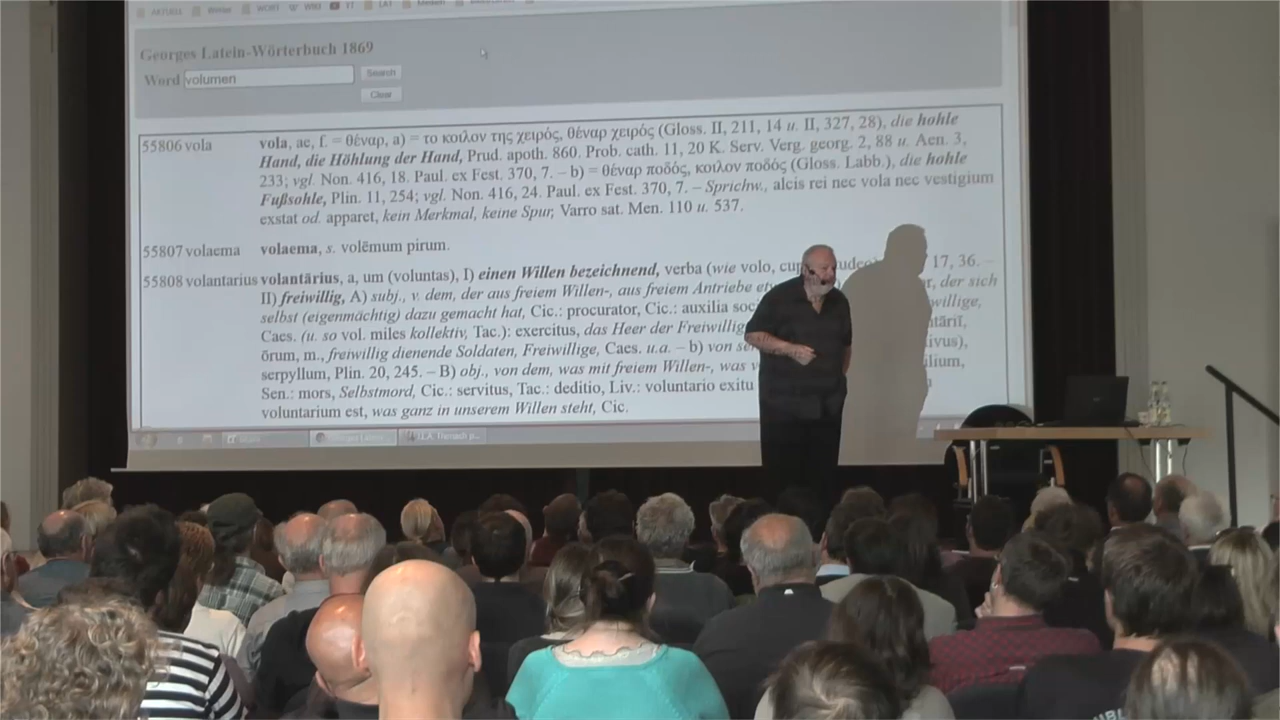 AKTUELL WORT WIKI YT LAT Medien
Georges Latein-Wörterbuch 1869
Word volumen Search
Clear
55806 vola vola, ae, f. = θέναρ, a) = το κοιλον της χειρός, θέναρ χειρός (Gloss. II, 211, 14 u. II, 327, 28), die hohle
Hand, die Höhlung der Hand, Prud. apoth. 860. Prob. cath. 11, 20 K. Serv. Verg. georg. 2, 88 u. Aen. 3,
233; vgl. Non. 416, 18. Paul. ex Fest. 370, 7. – b) = θέναρ ποδός, κοιλον ποδός (Gloss. Labb.), die hohle
Fußsohle, Plin. 11, 254; vgl. Non. 416, 24. Paul. ex Fest. 370, 7. – Sprichw., alcis rei nec vola nec vestigium
exstat od. apparet, kein Merkmal, keine Spur, Varro sat. Men. 110 u. 537.
55807 volaema volaema, s. volēmum pirum.
55808 volantarius volantārius, a, um (voluntas), I) einen Willen bezeichnend, verba (wie volo, 17, 36. –
II) freiwillig, A) subj., v. dem, der aus freiem Willen-, aus freiem Antriebe der sich
selbst (eigenmächtig) dazu gemacht hat, Cic.: procurator, Cic.: auxilia
Caes. (u. so vol. miles kollektiv, Tac.): exercitus, das Heer der
ōrum, m., freiwillig dienende Soldaten, Freiwillige, Caes. u.a. – b) von
serpyllum, Plin. 20, 245. – B) obj., von dem, was mit freiem Willen-, was
Sen.: mors, Selbstmord, Cic.: servitus, Tac.: deditio, Liv.: voluntario exitu
voluntarium est, was ganz in unserem Willen steht, Cic.